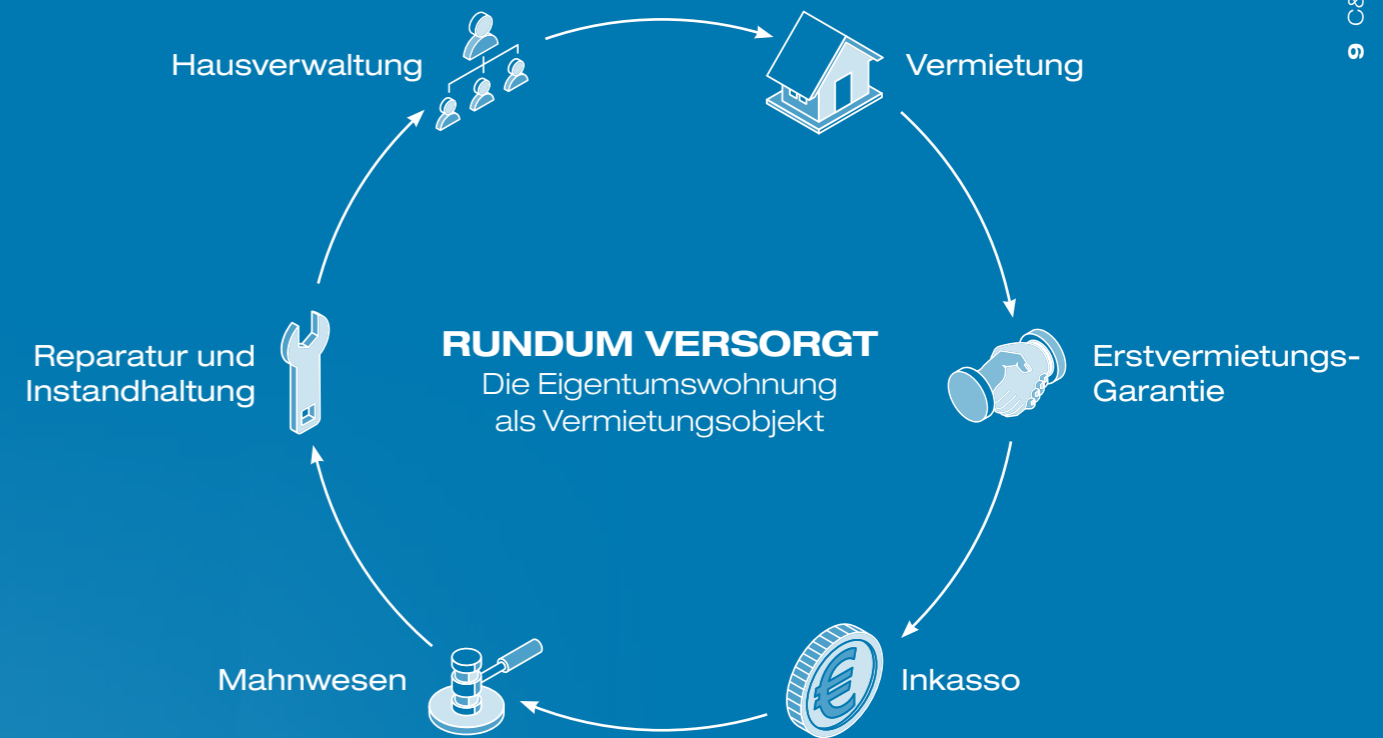 9 C&
Hausverwaltung
Vermietung
RUNDUM VERSORGT
Die Eigentumswohnung
als Vermietungsobjekt
Erstvermietungs-
Garantie
Inkasso
Mahnwesen
Reparatur und
Instandhaltung
€